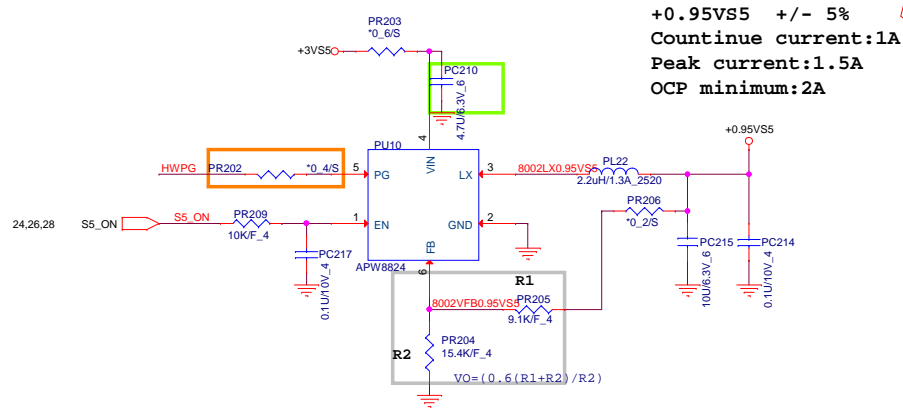 +0.95VS5 +/- 5%
Countinue current:1A
Peak current:1.5A
OCP minimum:2A
PR203
*0_6/S
+3VS5
PC210
4.7U/6.3V_6
+0.95VS5
PU10
4
VIN
HWPG
PR202
*0_4/S
5
PG
LX
3
8002LX0.95VS5
PL22
2.2uH/1.3A_2520
PR206
*0_2/S
24,26,28
S5_ON
S5_ON
PR209
10K/F_4
1
EN
GND
2
PC217
0.1U/10V_4
FB
APW8824
6
PC215
10U/6.3V_6
PC214
0.1U/10V_4
R1
8002VFB0.95VS5
PR205
9.1K/F_4
R2
PR204
15.4K/F_4
VO=(0.6(R1+R2)/R2)